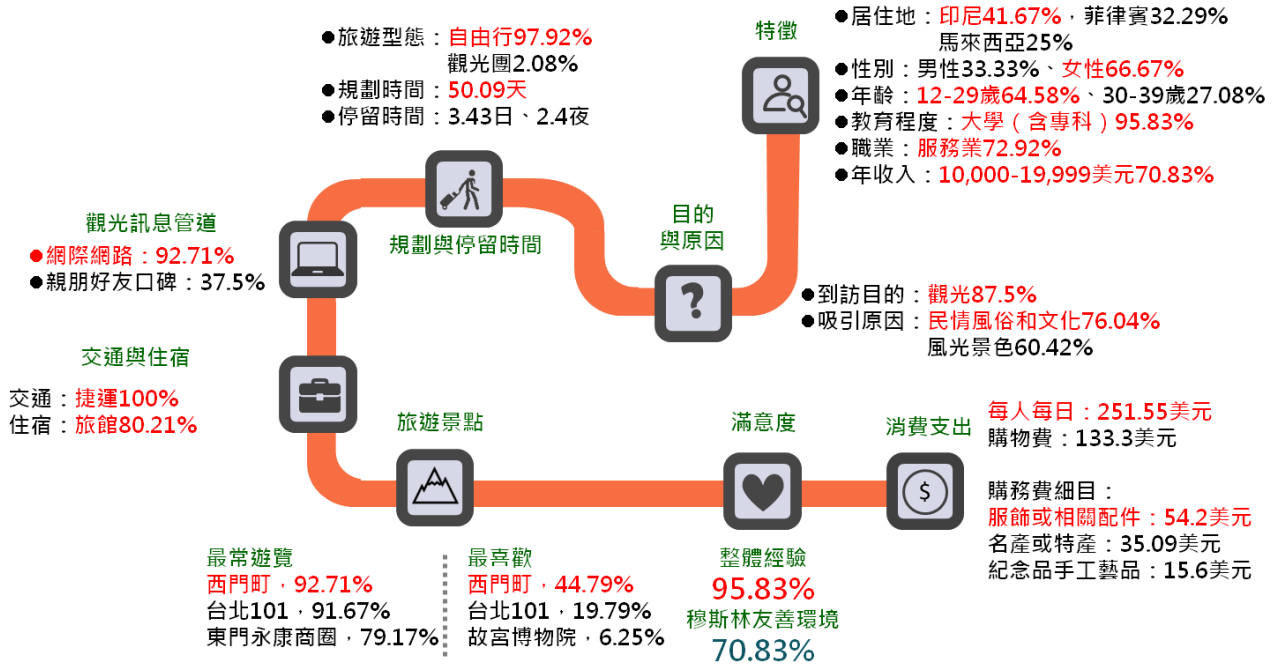 特徵
●居住地：印尼41.67%，菲律賓32.29%
馬來西亞25%
●性別：男性33.33%、女性66.67%
●年齡：12-29歲64.58%、30-39歲27.08%
●教育程度：大學（含專科）95.83%
●職業：服務業72.92%
●年收入：10,000-19,999美元70.83%
目的
與原因
●到訪目的：觀光87.5%
●吸引原因：民情風俗和文化76.04%
風光景色60.42%
●旅遊型態：自由行97.92%
觀光團2.08%
●規劃時間：50.09天
●停留時間：3.43日、2.4夜
規劃與停留時間
觀光訊息管道
●網際網路：92.71%
●親朋好友口碑：37.5%
交通與住宿
交通：捷運100%
住宿：旅館80.21%
旅遊景點
最常遊覽
西門町，92.71%
台北101，91.67%
東門永康商圈，79.17%
最喜歡
西門町，44.79%
台北101，19.79%
故宮博物院，6.25%
滿意度
整體經驗
95.83%
穆斯林友善環境
70.83%
消費支出
$
每人每日：251.55美元
購物費：133.3美元
購務費細目：
服飾或相關配件：54.2美元
名產或特產：35.09美元
紀念品手工藝品：15.6美元